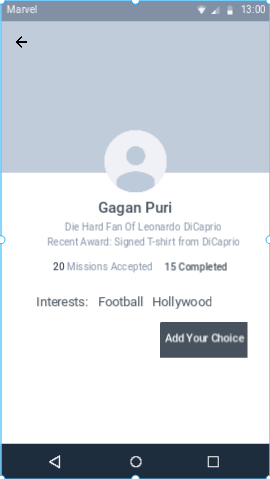 Marvel 13:00
Gagan Puri
Die Hard Fan Of Leonardo DiCaprio
Recent Award: Signed T-shirt from DiCaprio
20 Missions Accepted 15 Completed
Interests: Football Hollywood
Add Your Choice